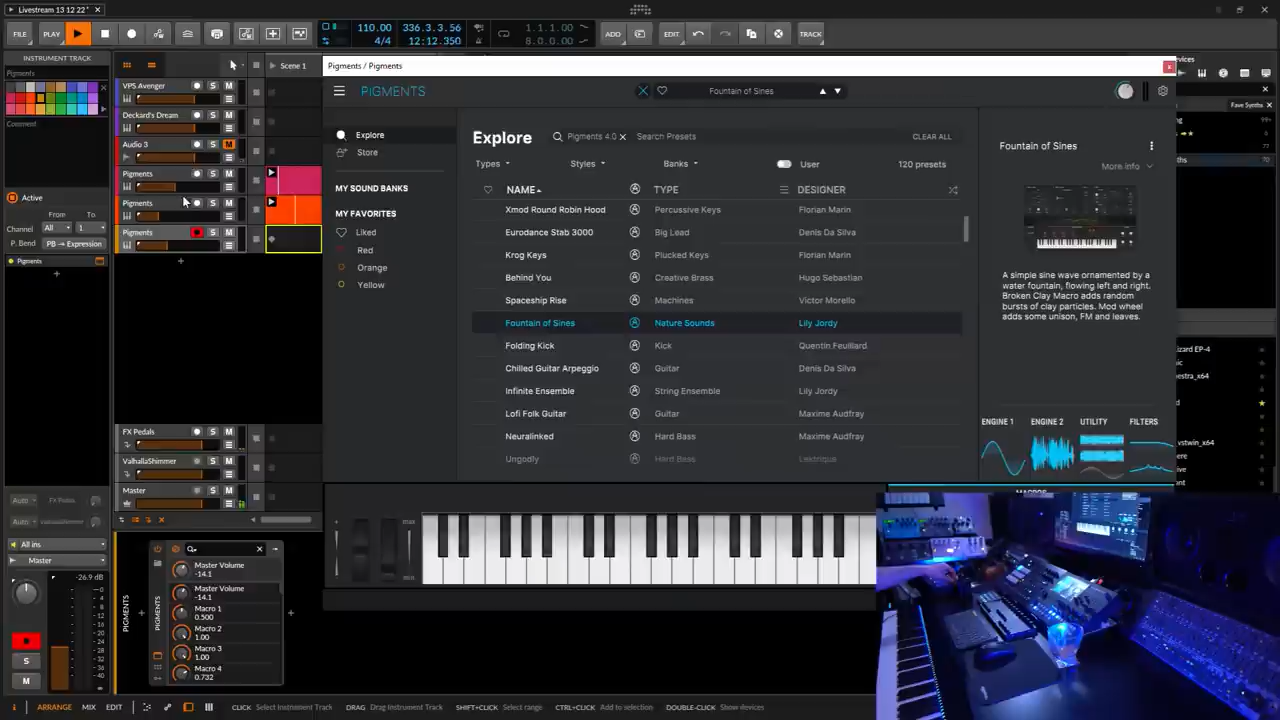 Livestream 13 12 22*
FILE
PLAY
110.00
4/4
336.3.3.56
12:12.350
1.1.1.00
8.0.0.00
ADD
EDIT
TRACK
INSTRUMENT TRACK
Pigments
Comment
Active
From To
Channel All 1
P. Bend PB → Expression
Pigments
VPS Avenger S M
Deckard's Dream S M
Audio 3 S M
Pigments S M
Pigments S M
Pigments S M
Scene 1
FX Pedals S M
ValhallaShimmer S M
Master S M
Pigments / Pigments
PIGMENTS
Fountain of Sines
Explore
Store
MY SOUND BANKS
MY FAVORITES
Liked
Red
Orange
Yellow
Explore
Pigments 4.0
Search Presets
CLEAR ALL
Types
Styles
Banks
User
120 presets
NAME TYPE DESIGNER
Xmod Round Robin Hood Percussive Keys Florian Marin
Eurodance Stab 3000 Big Lead Denis Da Silva
Krog Keys Plucked Keys Florian Marin
Behind You Creative Brass Hugo Sebastian
Spaceship Rise Machines Victor Morello
Fountain of Sines Nature Sounds Lily Jordy
Folding Kick Kick Quentin Feuillard
Chilled Guitar Arpeggio Guitar Denis Da Silva
Infinite Ensemble String Ensemble Lily Jordy
Lofi Folk Guitar Guitar Maxime Audfray
Neuralinked Hard Bass Maxime Audfray
Ungodly Hard Bass
Fountain of Sines
More info
A simple sine wave ornamented by a
water fountain, flowing left and right.
Broken Clay Macro adds random
bursts of clay particles. Mod wheel
adds some unison, FM and leaves.
ENGINE 1 ENGINE 2 UTILITY FILTERS
max
min
Fave Synths
Auto FX Pedals
Auto ValhallaShimmer
All ins
Master
-26.9 dB
S
M
PIGMENTS
PIGMENTS
Master Volume
-14.1
Master Volume
-14.1
Macro 1
0.500
Macro 2
1.00
Macro 3
1.00
Macro 4
0.732
ARRANGE MIX EDIT
CLICK Select Instrument Track DRAG Drag Instrument Track SHIFT+CLICK Select range CTRL+CLICK Add to selection DOUBLE-CLICK Show devices